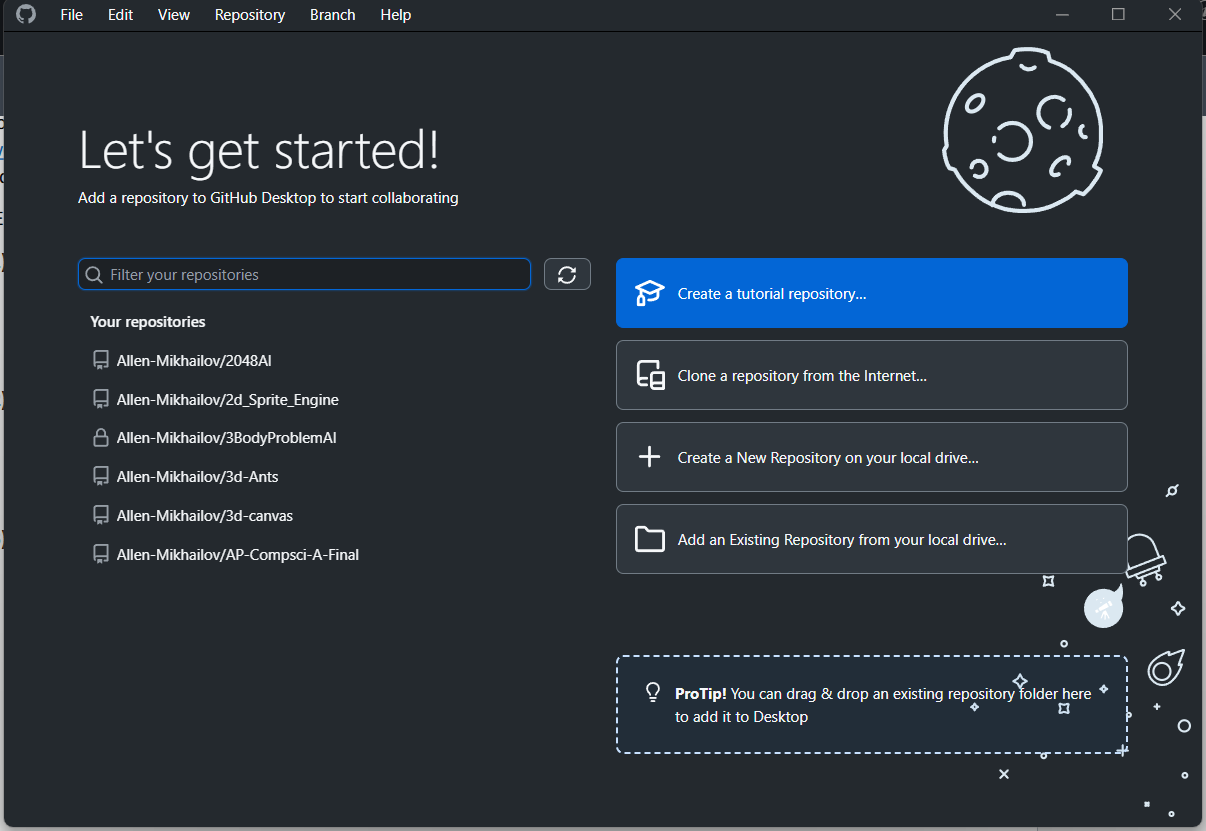 File Edit View Repository Branch Help
Let's get started!
Add a repository to GitHub Desktop to start collaborating
Filter your repositories
Your repositories
Allen-Mikhailov/2048AI
Allen-Mikhailov/2d_Sprite_Engine
Allen-Mikhailov/3BodyProblemAI
Allen-Mikhailov/3d-Ants
Allen-Mikhailov/3d-canvas
Allen-Mikhailov/AP-Compsci-A-Final
Create a tutorial repository...
Clone a repository from the Internet...
Create a New Repository on your local drive...
Add an Existing Repository from your local drive...
ProTip! You can drag & drop an existing repository folder here
to add it to Desktop